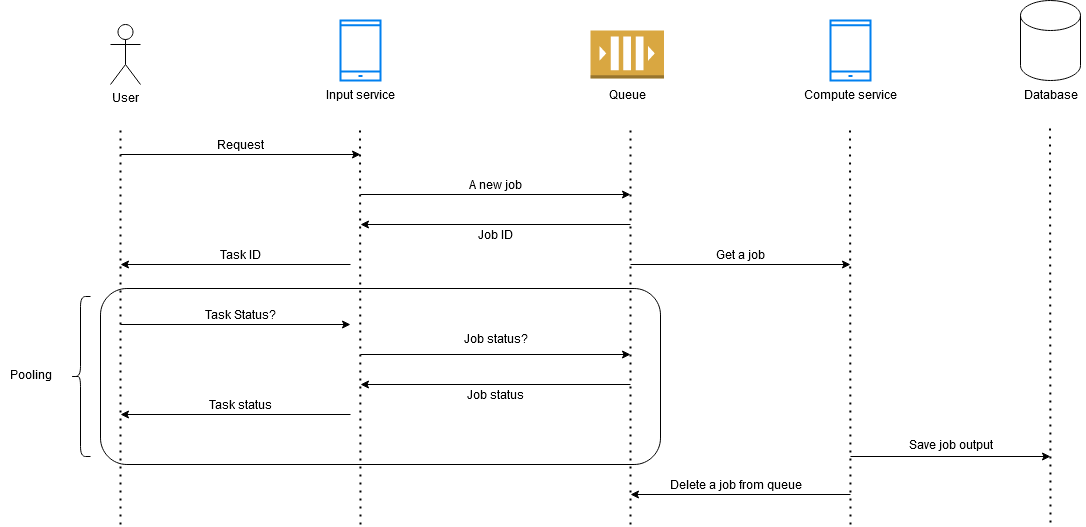 User
Input service
Queue
Compute service
Database
Request
A new job
Job ID
Task ID
Get a job
Task Status?
Job status?
Pooling
Job status
Task status
Save job output
Delete a job from queue